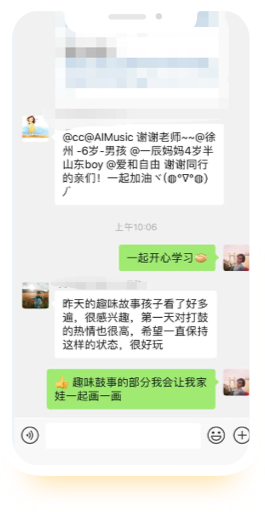 @cc@AIMusic 谢谢老师~~@徐
州 -6岁-男孩 @一辰妈妈4岁半
山东boy @爱和自由 谢谢同行
的亲们！一起加油ヾ(◍°∇°◍)
ﾉﾞ
上午10:06
一起开心学习
昨天的趣味故事孩子看了好多
遍，很感兴趣，第一天对打鼓
的热情也很高，希望一直保持
这样的状态，很好玩
👍 趣味鼓事的部分我会让我家
娃一起画一画